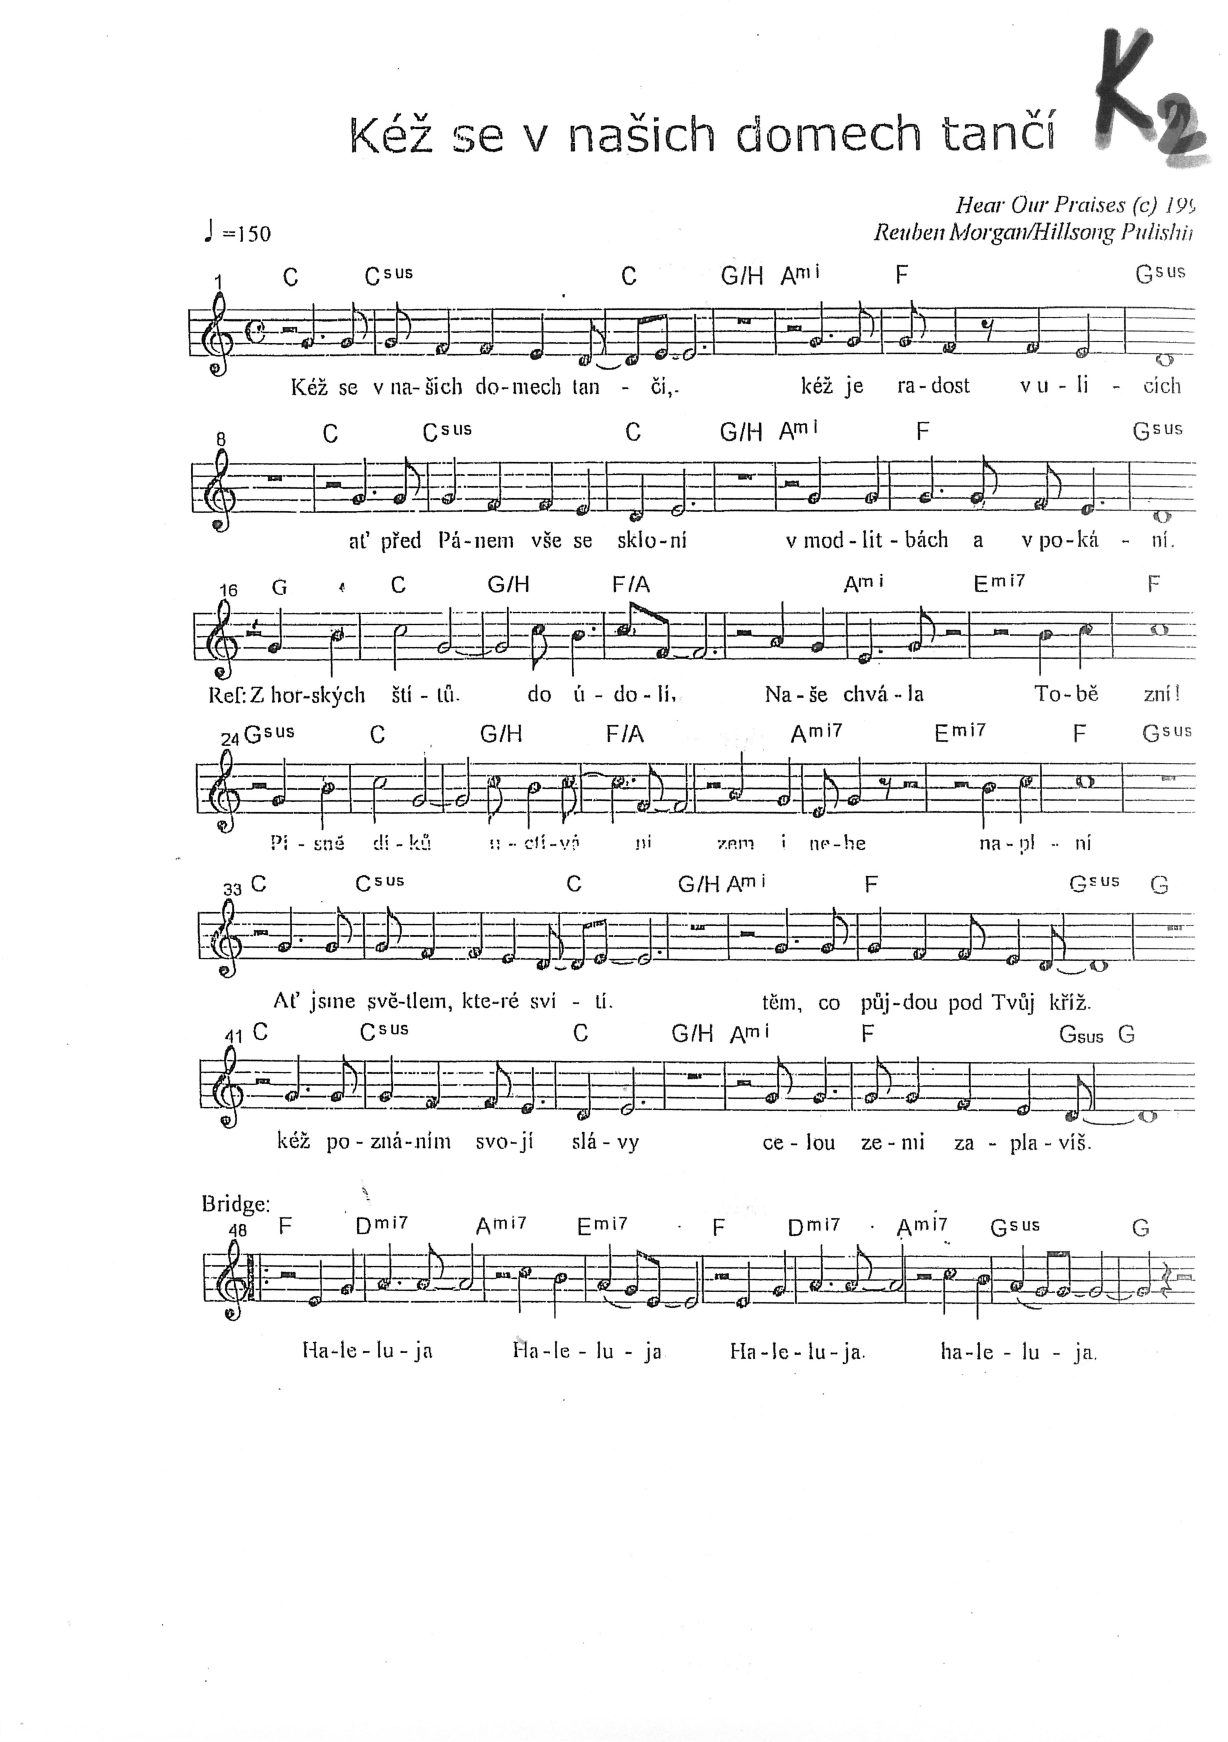 K2
Kéž se v našich domech tančí
Hear Our Praises (c) 199
♩ =150
Reuben Morgan/Hillsong Pulishin
1 C Csus C G/H Ami F Gsus
Kéž se v na-šich do-mech tan - čí,. kéž je ra-dost v u - li - cích
8 C Csus C G/H Ami F Gsus
ať před Pá-nem vše se sklo-ní v mod-lit-bách a v po-ká - ní.
16 G C G/H F/A Ami Emi7 F
Ref: Z hor-ských ští - tů. do ú - do - lí, Na - še chvá - la To - bě zní!
24 Gsus C G/H F/A Ami7 Emi7 F Gsus
Pí - sně dí - ků u - ctí-vá ní zem i ne-be na - pl - ní
33 C Csus C G/H Ami F Gsus G
Ať jsme svě-tlem, kte-ré sví - tí. těm, co půj-dou pod Tvůj kříž.
41 C Csus C G/H Ami F Gsus G
kéž po - zná-ním svo-jí slá - vy ce - lou ze - mi za - pla - víš.
Bridge:
48 F Dmi7 Ami7 Emi7 F Dmi7 Ami7 Gsus G
Ha-le - lu - ja Ha-le - lu - ja Ha-le - lu-ja. ha-le - lu - ja.